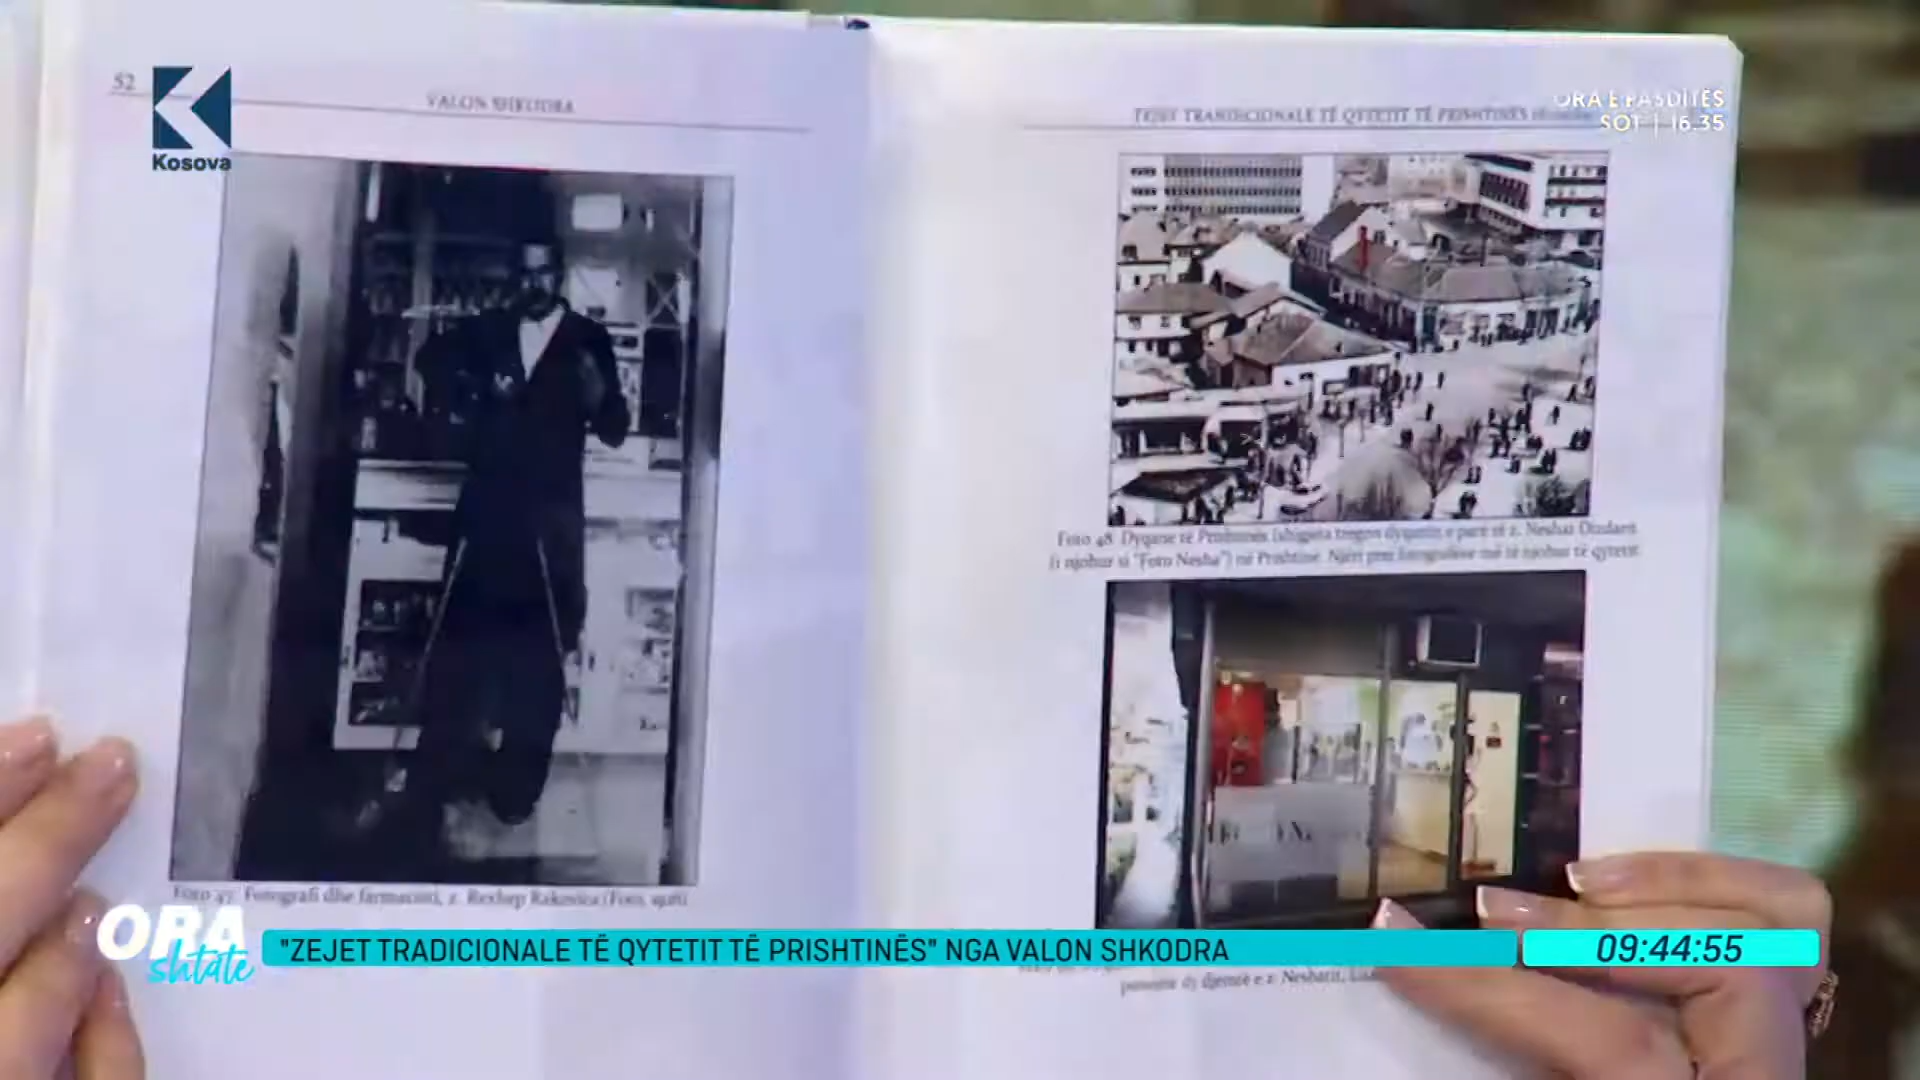 52
VALON SHKODRA
Kosova
ZEJET TRADICIONALE TË QYTETIT TË PRISHTINËS
ORA E PASDITËS
SOT | 16.35
Foto 47. Fotografi dhe farmacisti, z. Rexhep Rakovica (Foto,
Foto 48. Dyqane të Prishtinës (shigjeta tregon dyqanin e parë të z. Neshat Dizdarit
(i njohur si "Foto Nesha") në Prishtinë. Njëri prej fotografëve më të njohur të qytetit.
ORA
shtatë
"ZEJET TRADICIONALE TË QYTETIT TË PRISHTINËS" NGA VALON SHKODRA
09:44:55
dy djemtë e z. Neshatit,